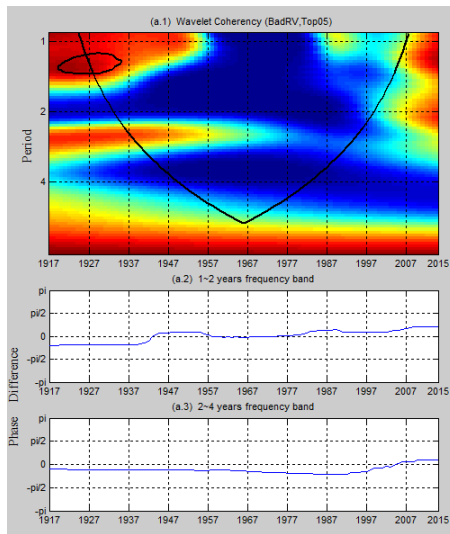 (a.1) Wavelet Coherency (BadRV,Top05)
1
2
4
Period
1917 1927 1937 1947 1957 1967 1977 1987 1997 2007 2015
(a.2) 1~2 years frequency band
pi
pi/2
0
-pi/2
-pi
1917 1927 1937 1947 1957 1967 1977 1987 1997 2007 2015
Phase Difference
(a.3) 2~4 years frequency band
pi
pi/2
0
-pi/2
-pi
1917 1927 1937 1947 1957 1967 1977 1987 1997 2007 2015